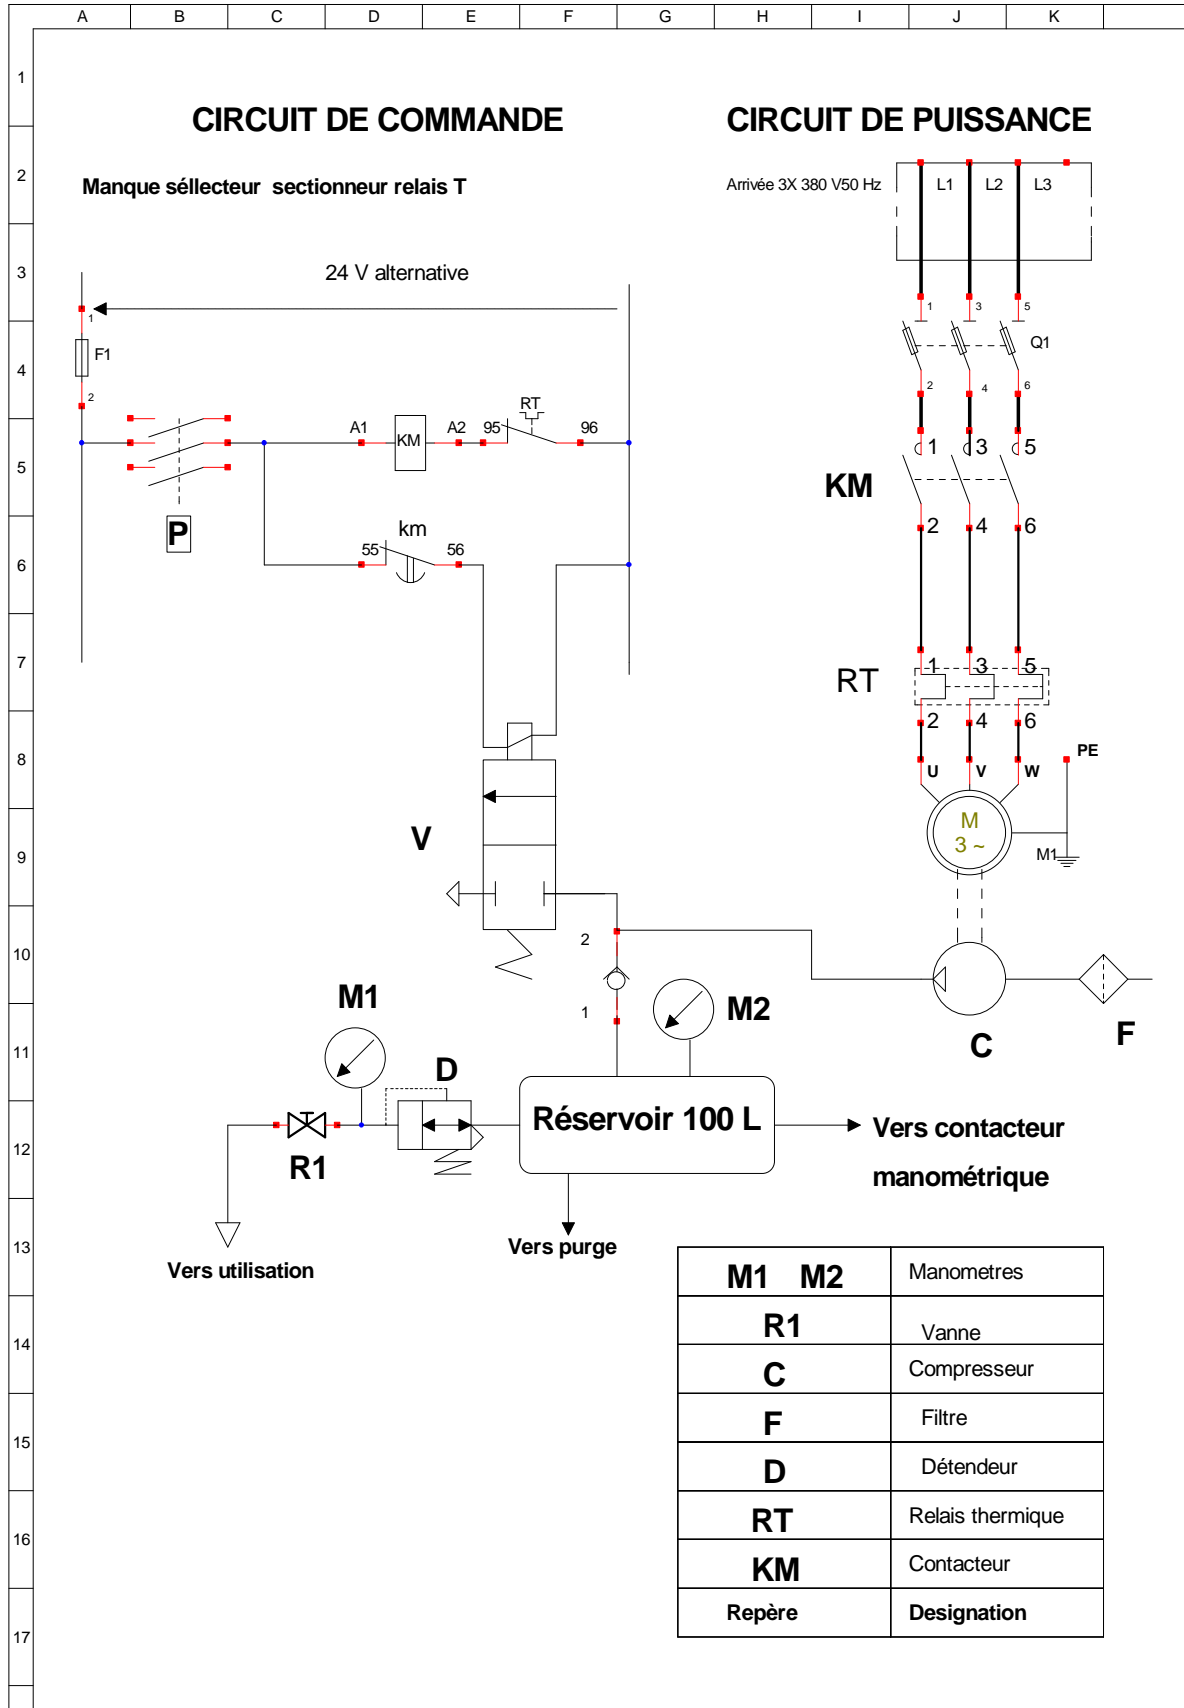 A B C D E F G H I J K
1
CIRCUIT DE COMMANDE CIRCUIT DE PUISSANCE
2
Manque séllecteur sectionneur relais T
Arrivée 3X 380 V50 Hz L1 L2 L3
3
24 V alternative
1
1 3 5
F1
Q1
4
2
2 4 6
RT
A1 KM A2 95 96
1 3 5
5
KM
P
2 4 6
km
55 56
6
7
RT
1 3 5
2 4 6
8
PE
U V W
M
3 ~
V
M1
9
2
10
M1
M2
1
C
F
11
D
Réservoir 100 L
Vers contacteur
manométrique
12
R1
13
Vers purge
Vers utilisation
M1 M2 Manometres
14
R1 Vanne
C Compresseur
F Filtre
15
D Détendeur
RT Relais thermique
16
KM Contacteur
Repère Designation
17